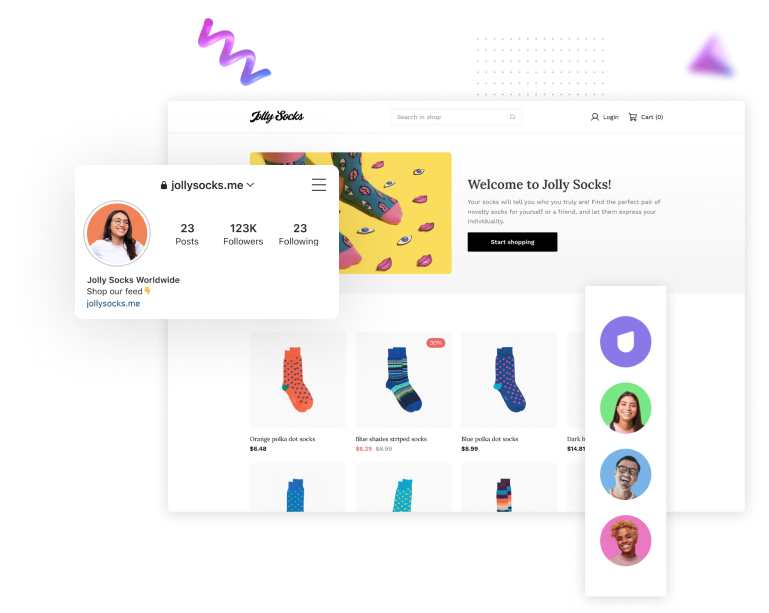 Jolly Socks
Search in shop
Login
Cart (0)
jollysocks.me
23
123K
23
Posts
Followers
Following
Jolly Socks Worldwide
Shop our feed👇
jollysocks.me
Welcome to Jolly Socks!
Your socks will tell you who you truly are! Find the perfect pair of
novelty socks for yourself or a friend, and let them express your
individuality.
Start shopping
30%
Orange polka dot socks
$6.48
Blue shades striped socks
$6.29 $8.99
Blue polka dot socks
$8.99
Dark b
$14.81